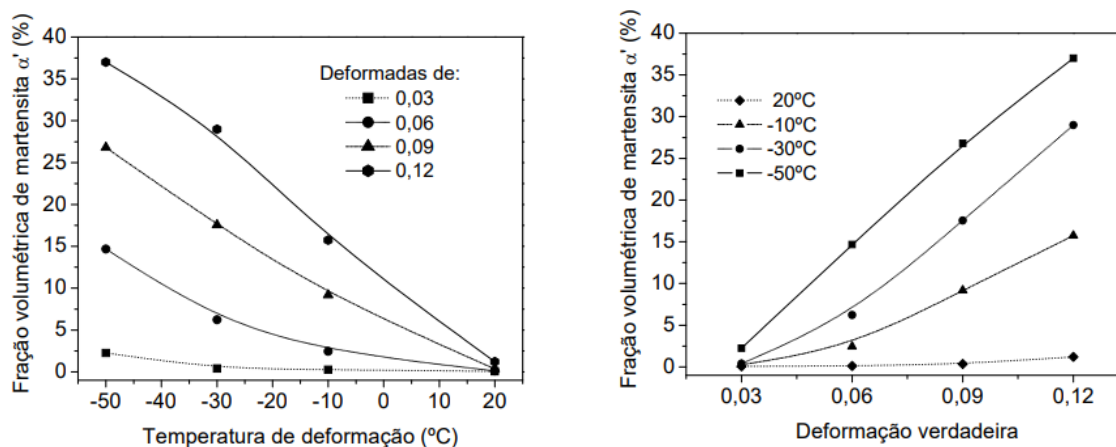 Fração volumétrica de martensita α' (%)
40
35
30
25
20
15
10
5
0
Deformadas de:
0,03
0,06
0,09
0,12
-50 -40 -30 -20 -10 0 10 20
Temperatura de deformação (ºC)
Fração volumétrica de martensita α' (%)
40
35
30
25
20
15
10
5
0
20ºC
-10ºC
-30ºC
-50ºC
0,03 0,06 0,09 0,12
Deformação verdadeira